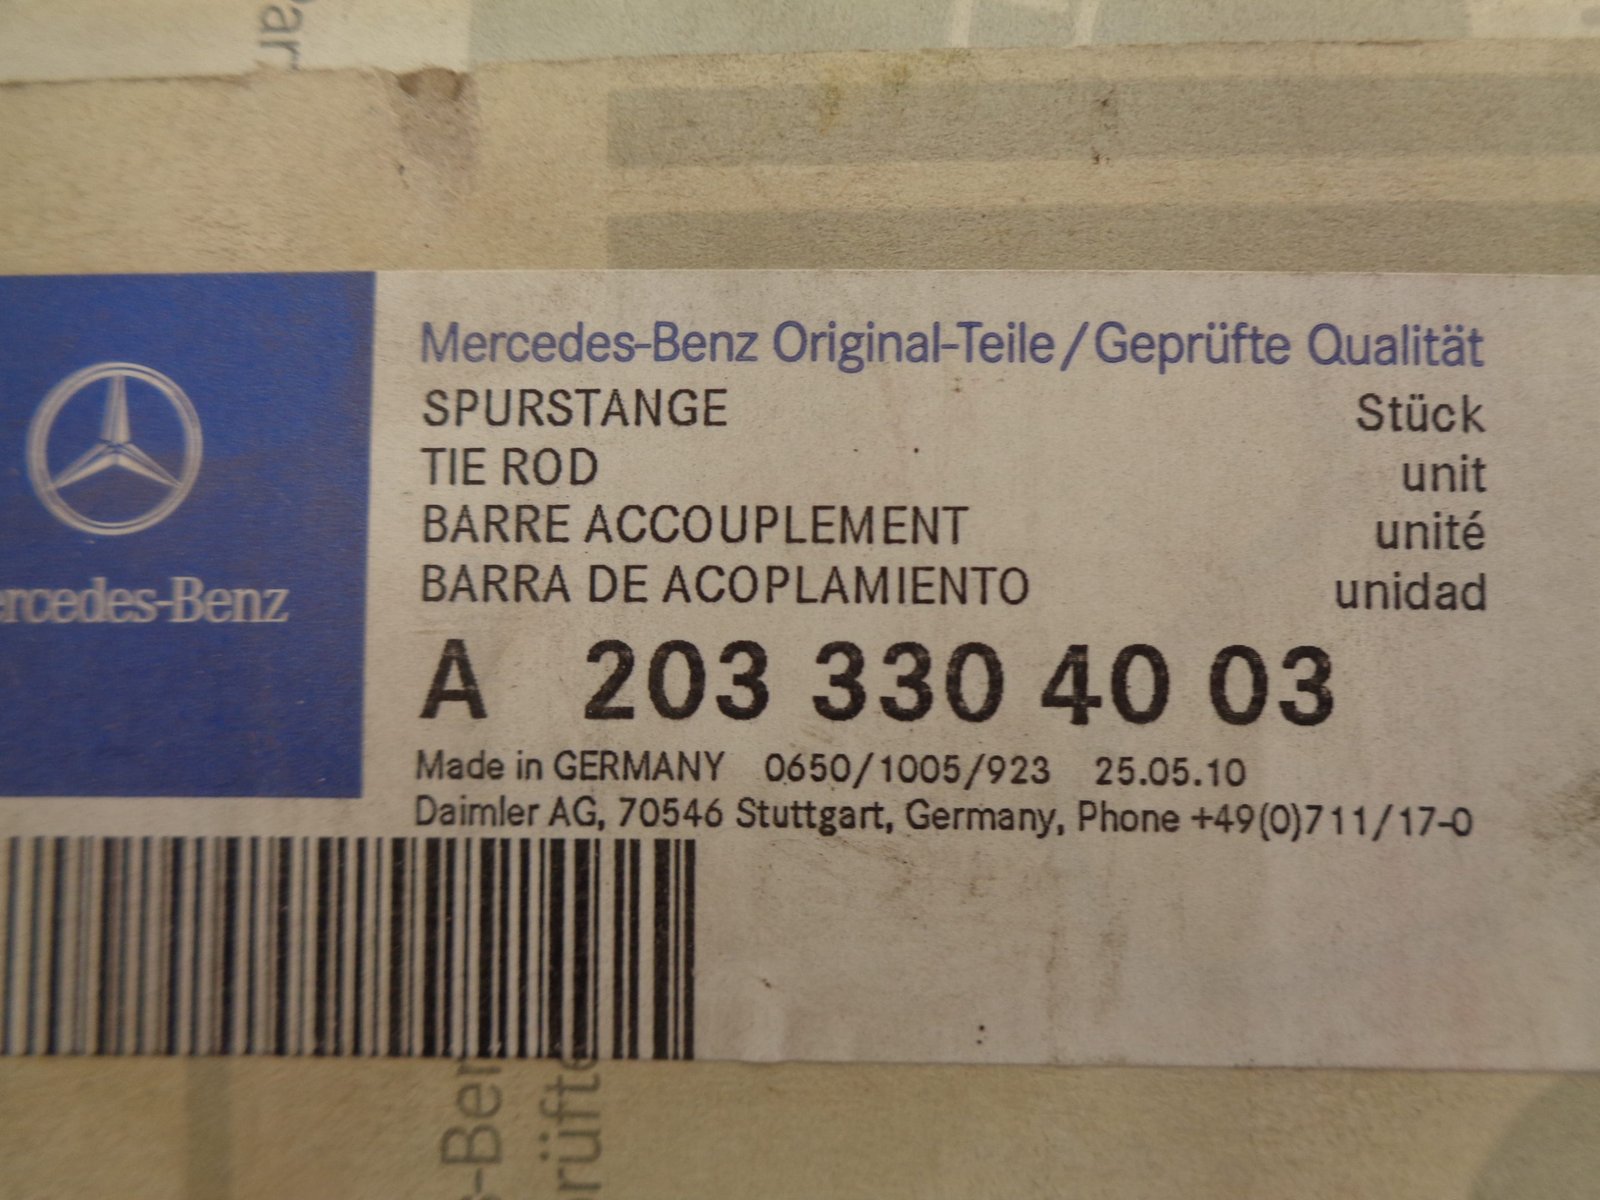 Mercedes-Benz Original-Teile/Geprüfte Qualität
SPURSTANGE Stück
TIE ROD unit
BARRE ACCOUPLEMENT unité
BARRA DE ACOPLAMIENTO unidad
A 203 330 40 03
Made in GERMANY 0650/1005/923 25.05.10
Daimler AG, 70546 Stuttgart, Germany, Phone +49(0)711/17-0
ercedes-Benz